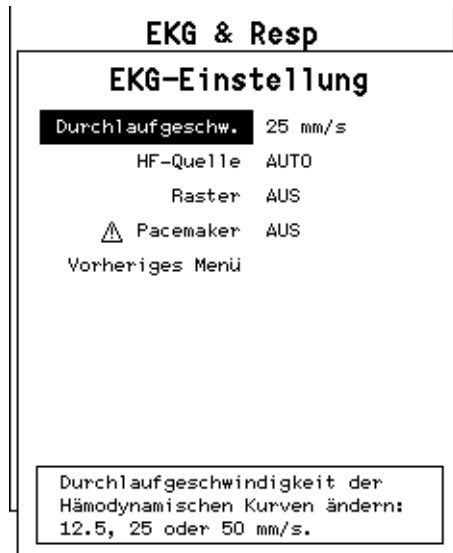 EKG & Resp
EKG-Einstellung
Durchlaufgeschw. 25 mm/s
HF-Quelle AUTO
Raster AUS
⚠ Pacemaker AUS
Vorheriges Menü
Durchlaufgeschwindigkeit der
Hämodynamischen Kurven ändern:
12.5, 25 oder 50 mm/s.